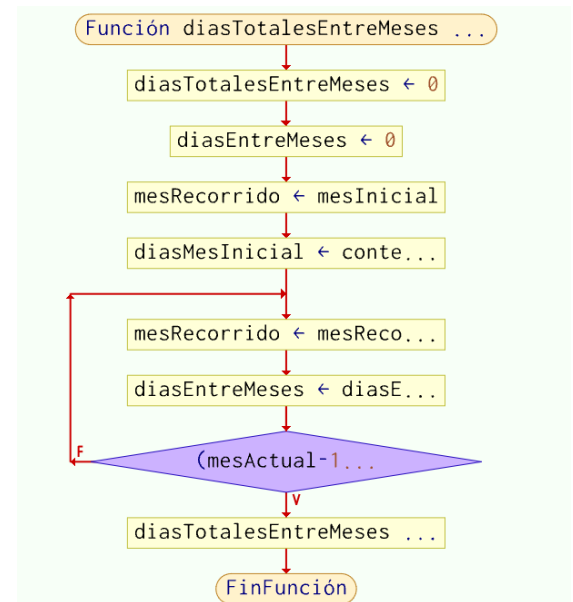 Función diasTotalesEntreMeses ...
diasTotalesEntreMeses ← 0
diasEntreMeses ← 0
mesRecorrido ← mesInicial
diasMesInicial ← conte...
mesRecorrido ← mesReco...
diasEntreMeses ← diasE...
F
(mesActual-1...
V
diasTotalesEntreMeses ...
FinFunción